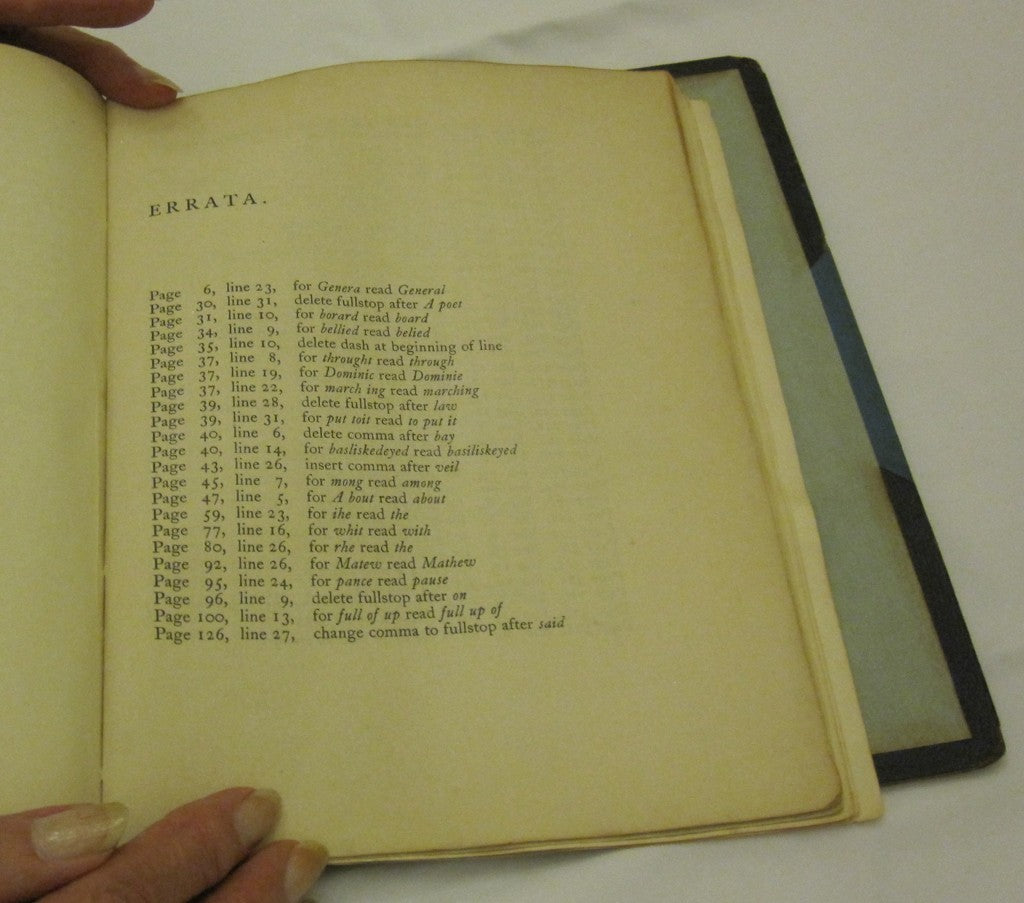 ERRATA.
Page 6, line 23, for Genera read General
Page 30, line 31, delete fullstop after A poet
Page 31, line 10, for borard read board
Page 34, line 9, for bellied read belied
Page 35, line 10, delete dash at beginning of line
Page 37, line 8, for throught read through
Page 37, line 19, for Dominic read Dominie
Page 37, line 22, for march ing read marching
Page 39, line 28, delete fullstop after law
Page 39, line 31, for put toit read to put it
Page 40, line 6, delete comma after bay
Page 40, line 14, for basliskedeyed read basiliskeyed
Page 43, line 26, insert comma after veil
Page 45, line 7, for mong read among
Page 47, line 5, for A bout read about
Page 59, line 23, for ihe read the
Page 77, line 16, for whit read with
Page 80, line 26, for rhe read the
Page 92, line 26, for Matew read Mathew
Page 95, line 24, for pance read pause
Page 96, line 9, delete fullstop after on
Page 100, line 13, for full of up read full up of
Page 126, line 27, change comma to fullstop after said